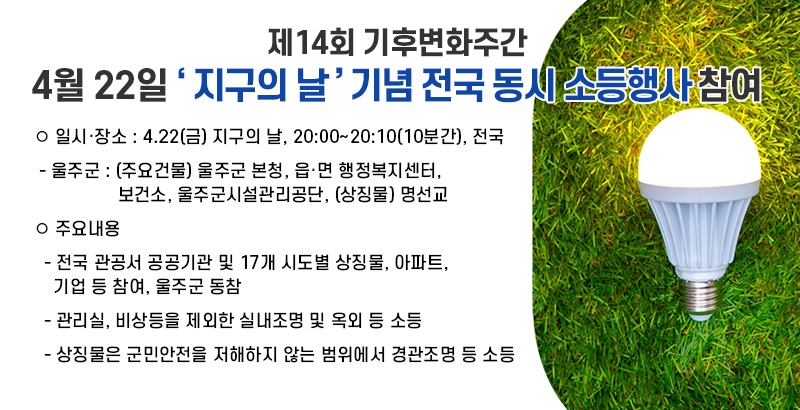 제14회 기후변화주간
4월 22일 ‘지구의 날’ 기념 전국 동시 소등행사 참여
○ 일시·장소 : 4.22(금) 지구의 날, 20:00~20:10(10분간), 전국
- 울주군 : (주요건물) 울주군 본청, 읍·면 행정복지센터,
보건소, 울주군시설관리공단, (상징물) 명선교
○ 주요내용
- 전국 관공서 공공기관 및 17개 시도별 상징물, 아파트,
기업 등 참여, 울주군 동참
- 관리실, 비상등을 제외한 실내조명 및 옥외 등 소등
- 상징물은 군민안전을 저해하지 않는 범위에서 경관조명 등 소등